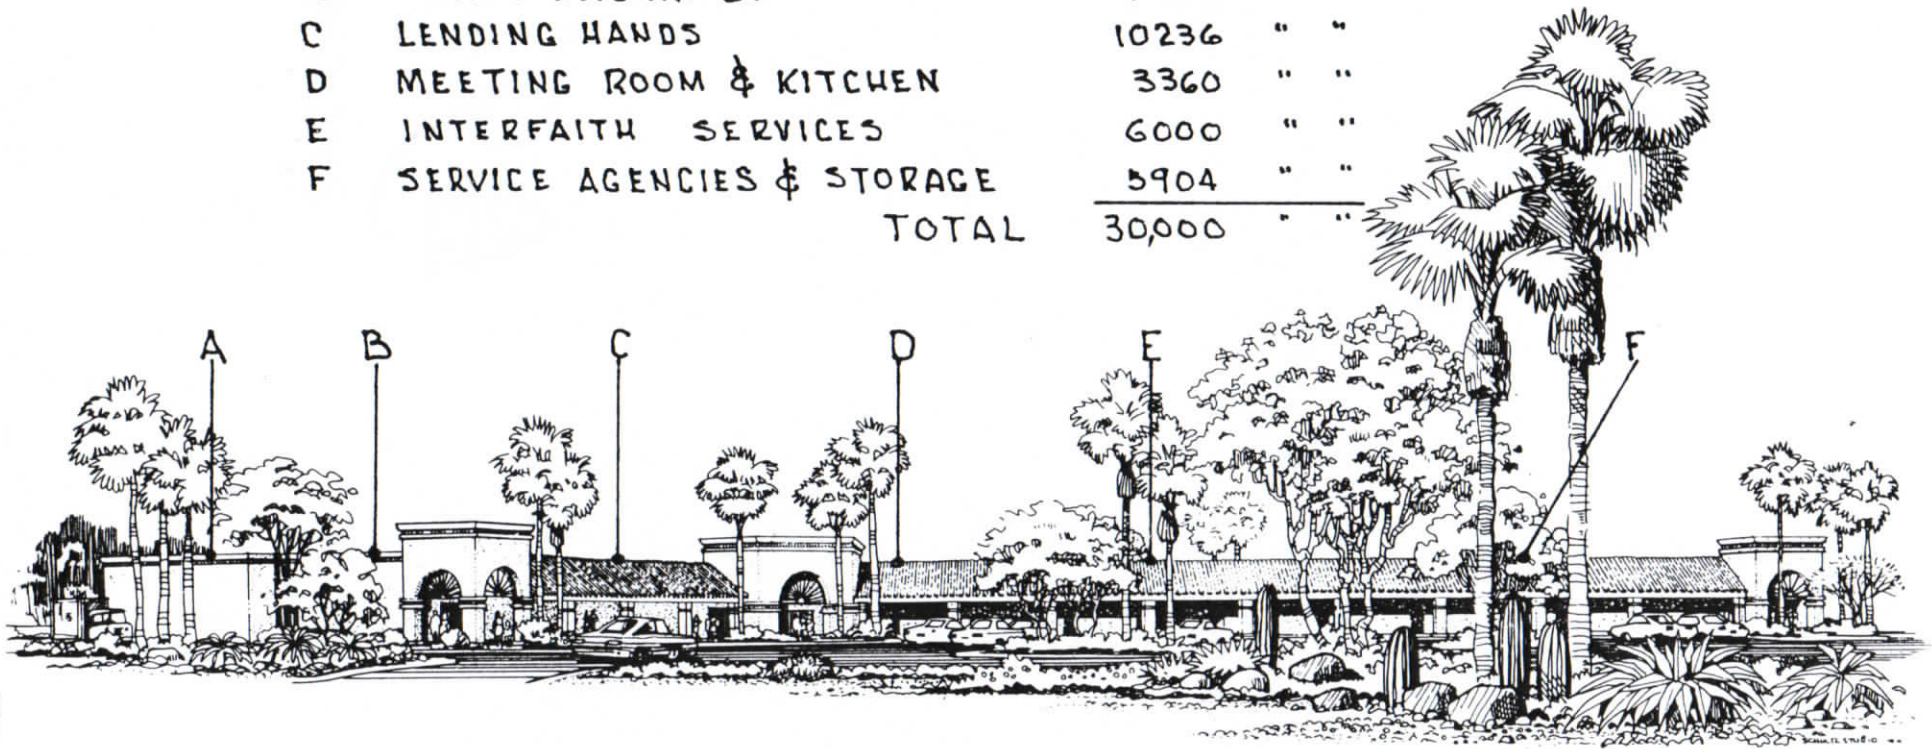 C LENDING HANDS 10236 " "
D MEETING ROOM & KITCHEN 3360 " "
E INTERFAITH SERVICES 6000 " "
F SERVICE AGENCIES & STORAGE 5904 " "
TOTAL 30,000 " "
A B C D E F